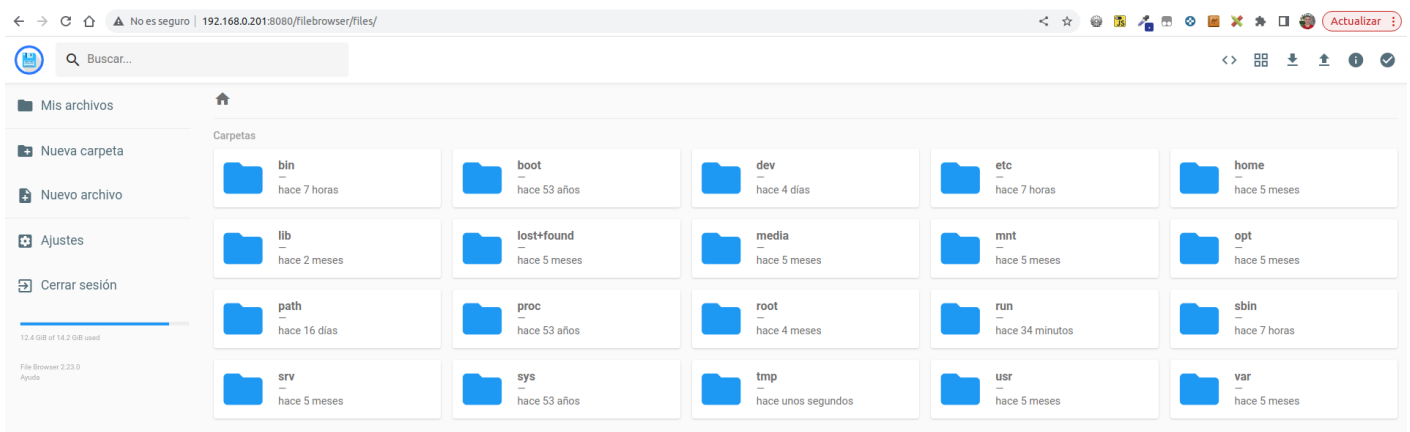 No es seguro | 192.168.0.201:8080/filebrowser/files/
Actualizar
Buscar...
Mis archivos
Nueva carpeta
Nuevo archivo
Ajustes
Cerrar sesión
12.4 GiB of 14.2 GiB used
File Browser 2.23.0
Ayuda
Carpetas
bin
—
hace 7 horas
boot
—
hace 53 años
dev
—
hace 4 días
etc
—
hace 7 horas
home
—
hace 5 meses
lib
—
hace 2 meses
lost+found
—
hace 5 meses
media
—
hace 5 meses
mnt
—
hace 5 meses
opt
—
hace 5 meses
path
—
hace 16 días
proc
—
hace 53 años
root
—
hace 4 meses
run
—
hace 34 minutos
sbin
—
hace 7 horas
srv
—
hace 5 meses
sys
—
hace 53 años
tmp
—
hace unos segundos
usr
—
hace 5 meses
var
—
hace 5 meses